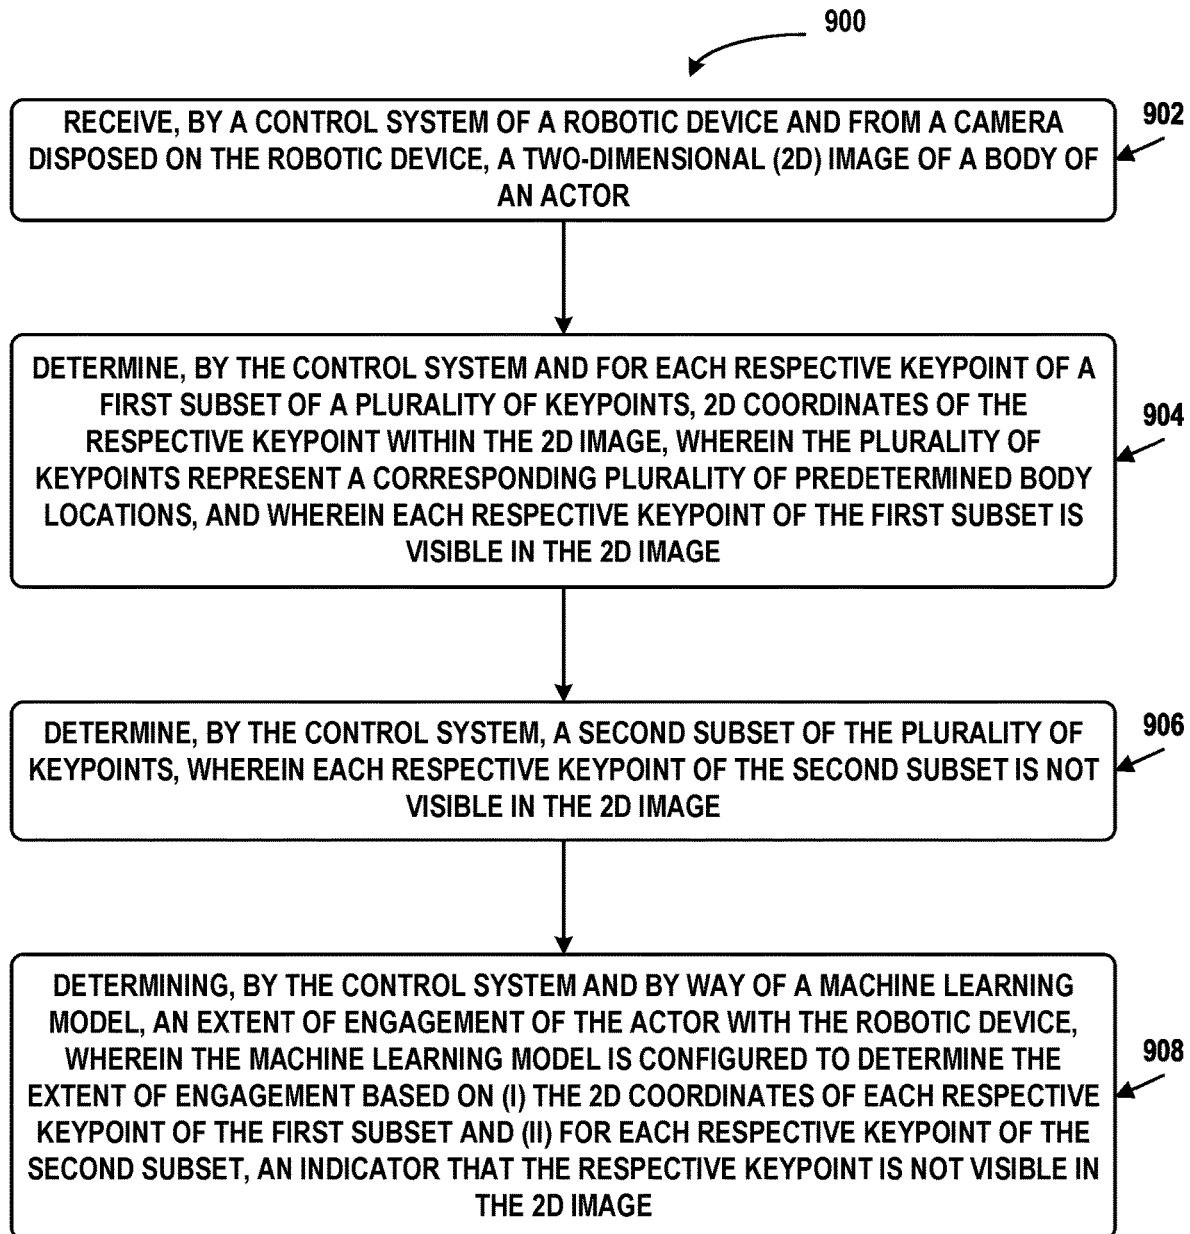 900
RECEIVE, BY A CONTROL SYSTEM OF A ROBOTIC DEVICE AND FROM A CAMERA
DISPOSED ON THE ROBOTIC DEVICE, A TWO-DIMENSIONAL (2D) IMAGE OF A BODY OF
AN ACTOR
902
DETERMINE, BY THE CONTROL SYSTEM AND FOR EACH RESPECTIVE KEYPOINT OF A
FIRST SUBSET OF A PLURALITY OF KEYPOINTS, 2D COORDINATES OF THE
RESPECTIVE KEYPOINT WITHIN THE 2D IMAGE, WHEREIN THE PLURALITY OF
KEYPOINTS REPRESENT A CORRESPONDING PLURALITY OF PREDETERMINED BODY
LOCATIONS, AND WHEREIN EACH RESPECTIVE KEYPOINT OF THE FIRST SUBSET IS
VISIBLE IN THE 2D IMAGE
904
DETERMINE, BY THE CONTROL SYSTEM, A SECOND SUBSET OF THE PLURALITY OF
KEYPOINTS, WHEREIN EACH RESPECTIVE KEYPOINT OF THE SECOND SUBSET IS NOT
VISIBLE IN THE 2D IMAGE
906
DETERMINING, BY THE CONTROL SYSTEM AND BY WAY OF A MACHINE LEARNING
MODEL, AN EXTENT OF ENGAGEMENT OF THE ACTOR WITH THE ROBOTIC DEVICE,
WHEREIN THE MACHINE LEARNING MODEL IS CONFIGURED TO DETERMINE THE
EXTENT OF ENGAGEMENT BASED ON (I) THE 2D COORDINATES OF EACH RESPECTIVE
KEYPOINT OF THE FIRST SUBSET AND (II) FOR EACH RESPECTIVE KEYPOINT OF THE
SECOND SUBSET, AN INDICATOR THAT THE RESPECTIVE KEYPOINT IS NOT VISIBLE IN
THE 2D IMAGE
908